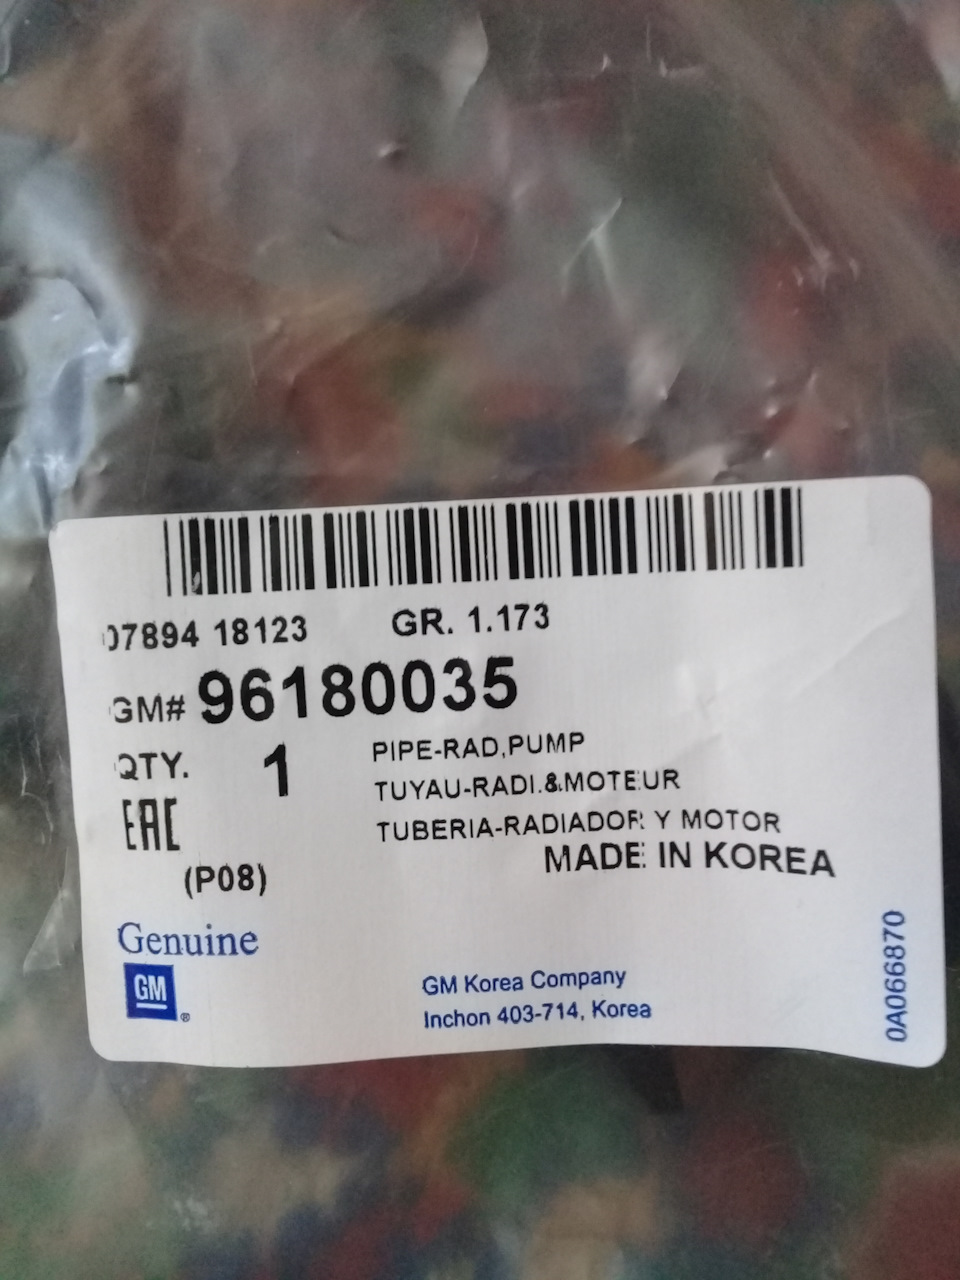 07894 18123 GR. 1.173
GM# 96180035
QTY. 1
PIPE-RAD,PUMP
TUYAU-RADI.&MOTEUR
TUBERIA-RADIADOR Y MOTOR
MADE IN KOREA
EAC
(P08)
Genuine
GM®
GM Korea Company
Inchon 403-714, Korea
0A066870